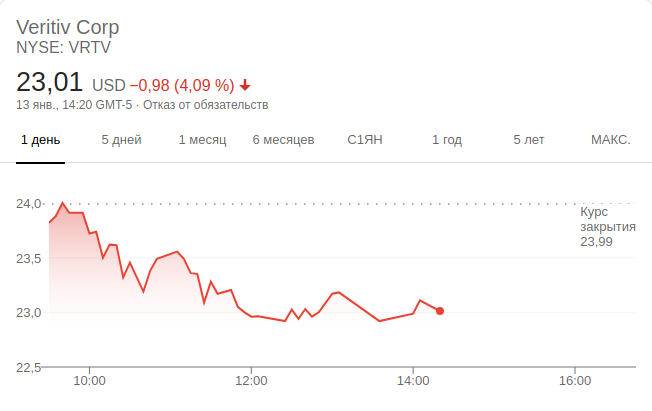 Veritiv Corp
NYSE: VRTV
23,01 USD −0,98 (4,09 %)
13 янв., 14:20 GMT-5 · Отказ от обязательств
1 день 5 дней 1 месяц 6 месяцев С1ЯН 1 год 5 лет МАКС.
24,0
Курс
закрытия
23,99
23,5
23,0
22,5
10:00 12:00 14:00 16:00